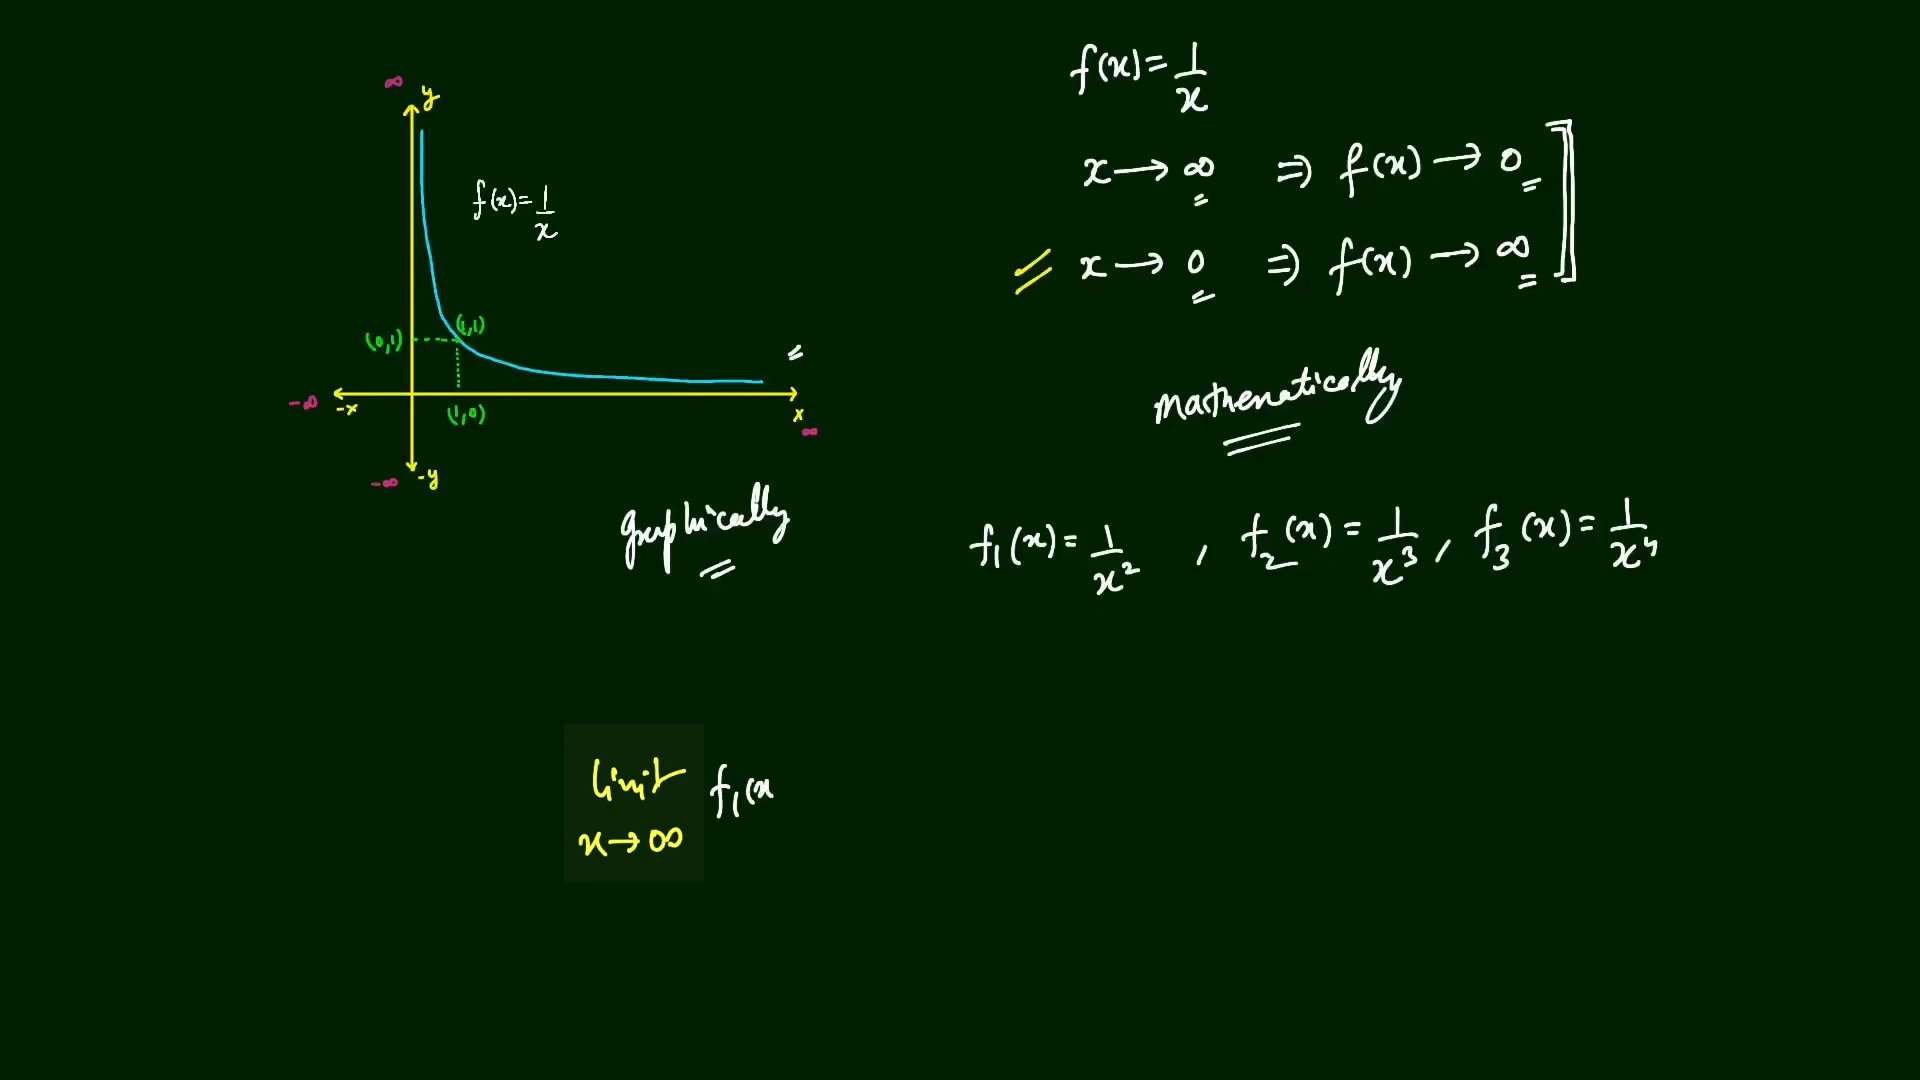 ∞
y
f(x)=1/x
(0,1)
(1,1)
-∞
-x
(1,0)
x
∞
-∞
-y
graphically
f(x)=1/x
x→∞ ⇒ f(x)→0
x→0 ⇒ f(x)→∞
mathematically
f₁(x)=1/x² , f₂(x)=1/x³ , f₃(x)=1/x⁴
limit f₁(x
x→∞